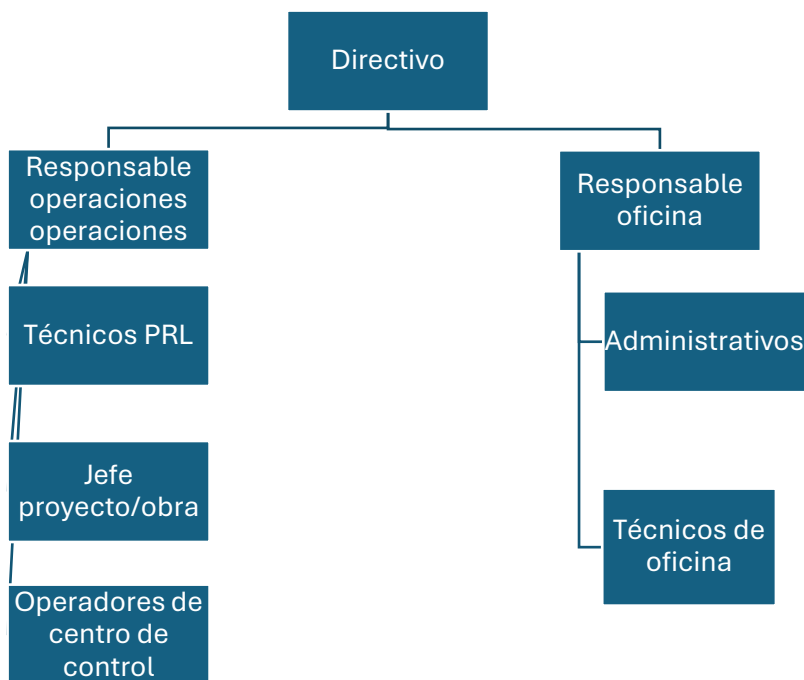 Directivo
Responsable
operaciones
operaciones
Responsable
oficina
Técnicos PRL
Administrativos
Jefe
proyecto/obra
Técnicos de
oficina
Operadores de
centro de
control